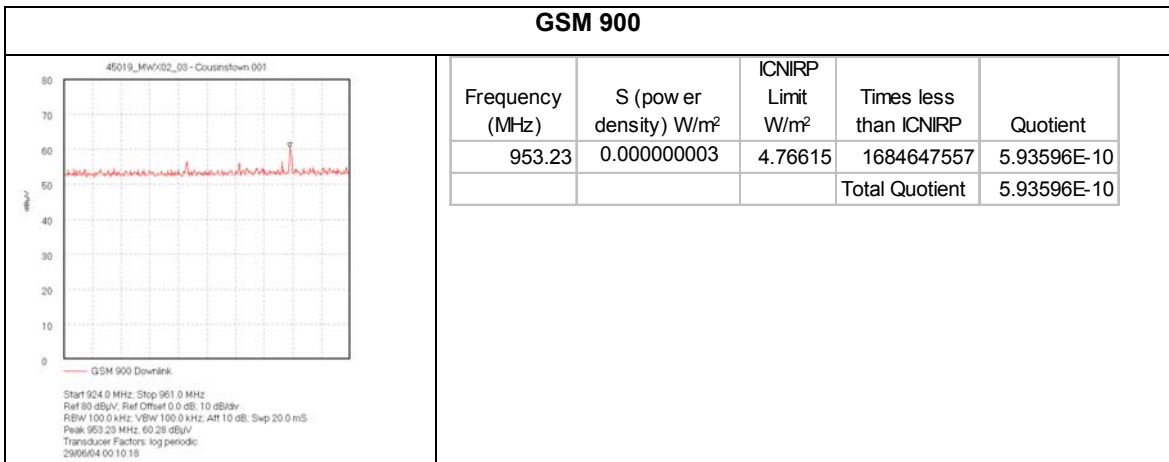 GSM 900
45019_MWX02_03 - Cousinstown 001
80
70
60
50
40
30
20
10
0
dBµV
GSM 900 Downlink
Start 924.0 MHz; Stop 961.0 MHz
Ref 80 dBµV; Ref Offset 0.0 dB; 10 dB/div
RBW 100.0 kHz; VBW 100.0 kHz; Att 10 dB; Swp 20.0 mS
Peak 953.23 MHz, 60.28 dBµV
Transducer Factors: log periodic
29/06/04 00:10:18
Frequency (MHz) S (pow er density) W/m² ICNIRP Limit W/m² Times less than ICNIRP Quotient
953.23 0.000000003 4.76615 1684647557 5.93596E-10
Total Quotient 5.93596E-10